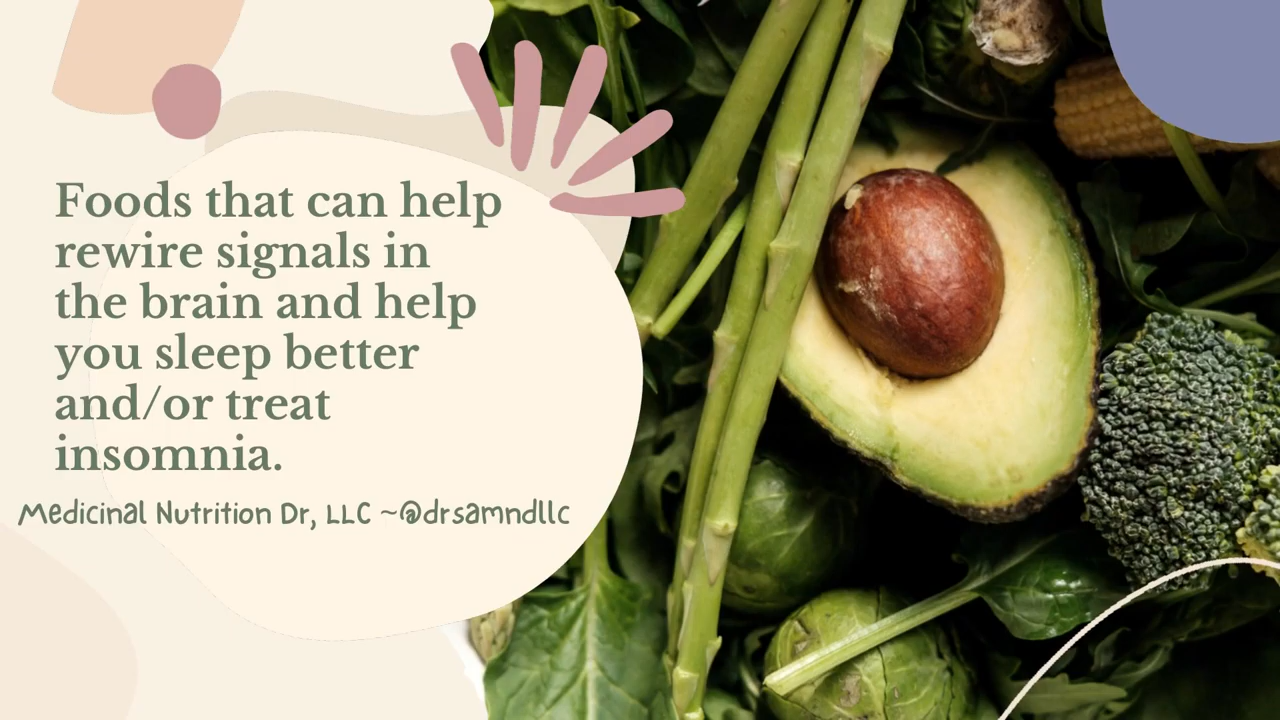 Foods that can help
rewire signals in
the brain and help
you sleep better
and/or treat
insomnia.
Medicinal Nutrition Dr, LLC ~@drsamndllc